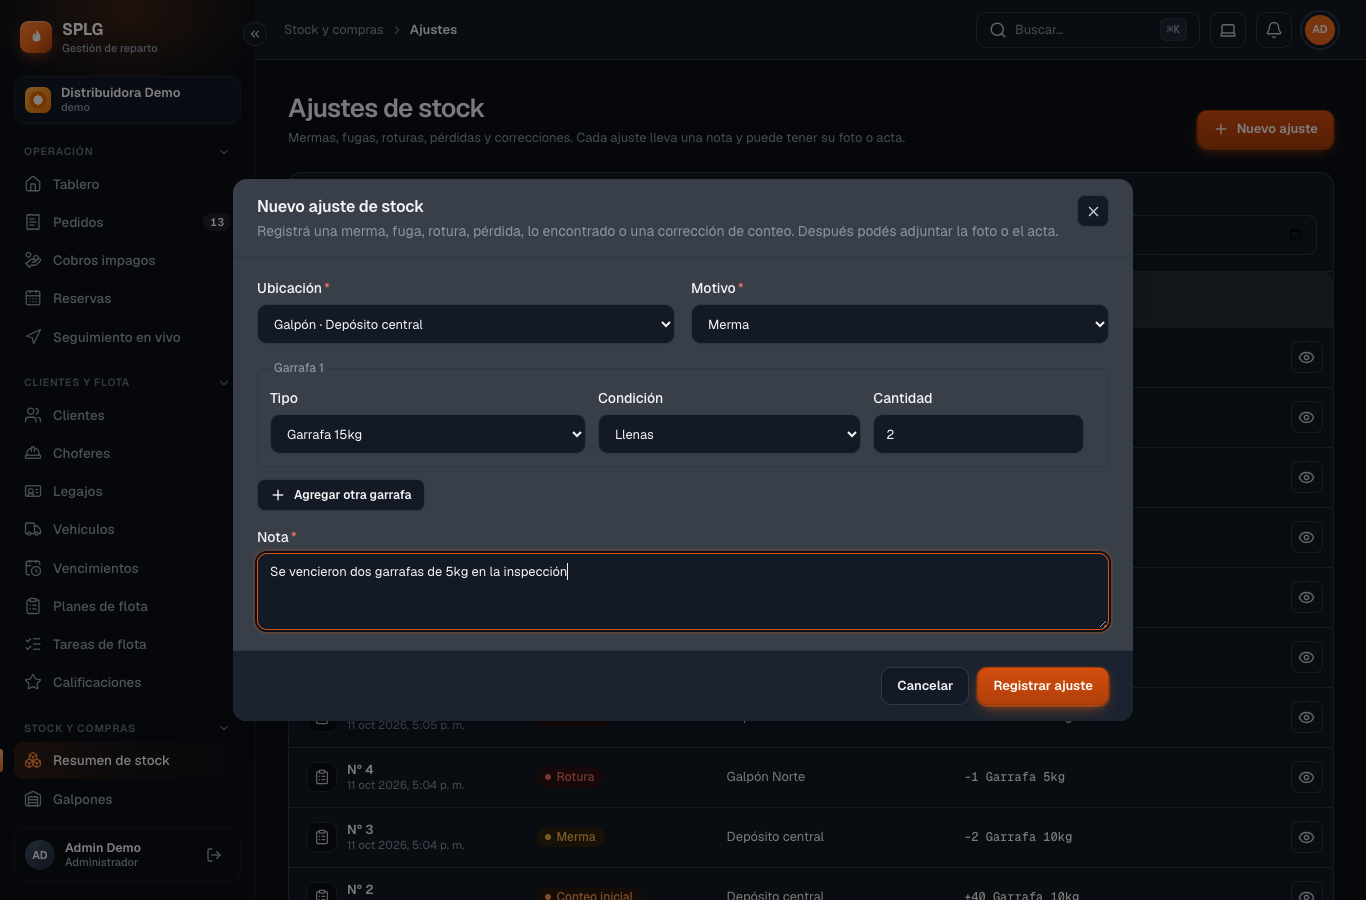 SPLG
Gestión de reparto
Distribuidora Demo
demo
OPERACIÓN
Tablero
Pedidos 13
Cobros impagos
Reservas
Seguimiento en vivo
CLIENTES Y FLOTA
Clientes
Choferes
Legajos
Vehículos
Vencimientos
Planes de flota
Tareas de flota
Calificaciones
STOCK Y COMPRAS
Resumen de stock
Galpones
AD
Admin Demo
Administrador
Stock y compras > Ajustes
Buscar... ⌘K
AD
Ajustes de stock
Mermas, fugas, roturas, pérdidas y correcciones. Cada ajuste lleva una nota y puede tener su foto o acta.
Nuevo ajuste
Nuevo ajuste de stock
Registrá una merma, fuga, rotura, pérdida, lo encontrado o una corrección de conteo. Después podés adjuntar la foto o el acta.
Ubicación * Motivo *
Galpón · Depósito central Merma
Garrafa 1
Tipo Condición Cantidad
Garrafa 15kg Llenas 2
Agregar otra garrafa
Nota *
Se vencieron dos garrafas de 5kg en la inspección
Cancelar Registrar ajuste
11 oct 2026, 5:05 p. m.
N° 4 Rotura Galpón Norte -1 Garrafa 5kg
11 oct 2026, 5:04 p. m.
N° 3 Merma Depósito central -2 Garrafa 10kg
11 oct 2026, 5:04 p. m.
N° 2 Conteo inicial Depósito central +40 Garrafa 10kg